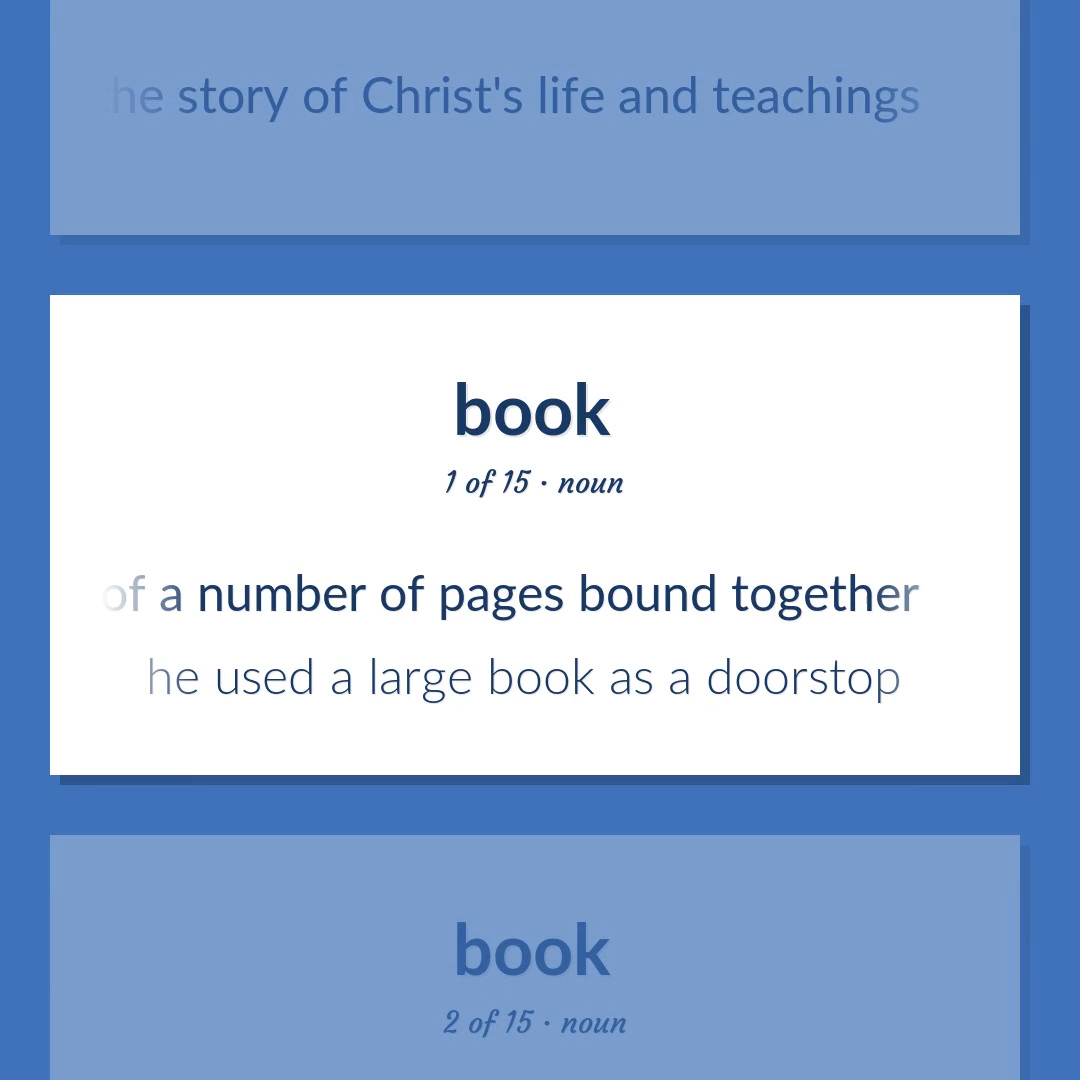 he story of Christ's life and teachings
book
1 of 15 · noun
of a number of pages bound together
he used a large book as a doorstop
book
2 of 15 · noun